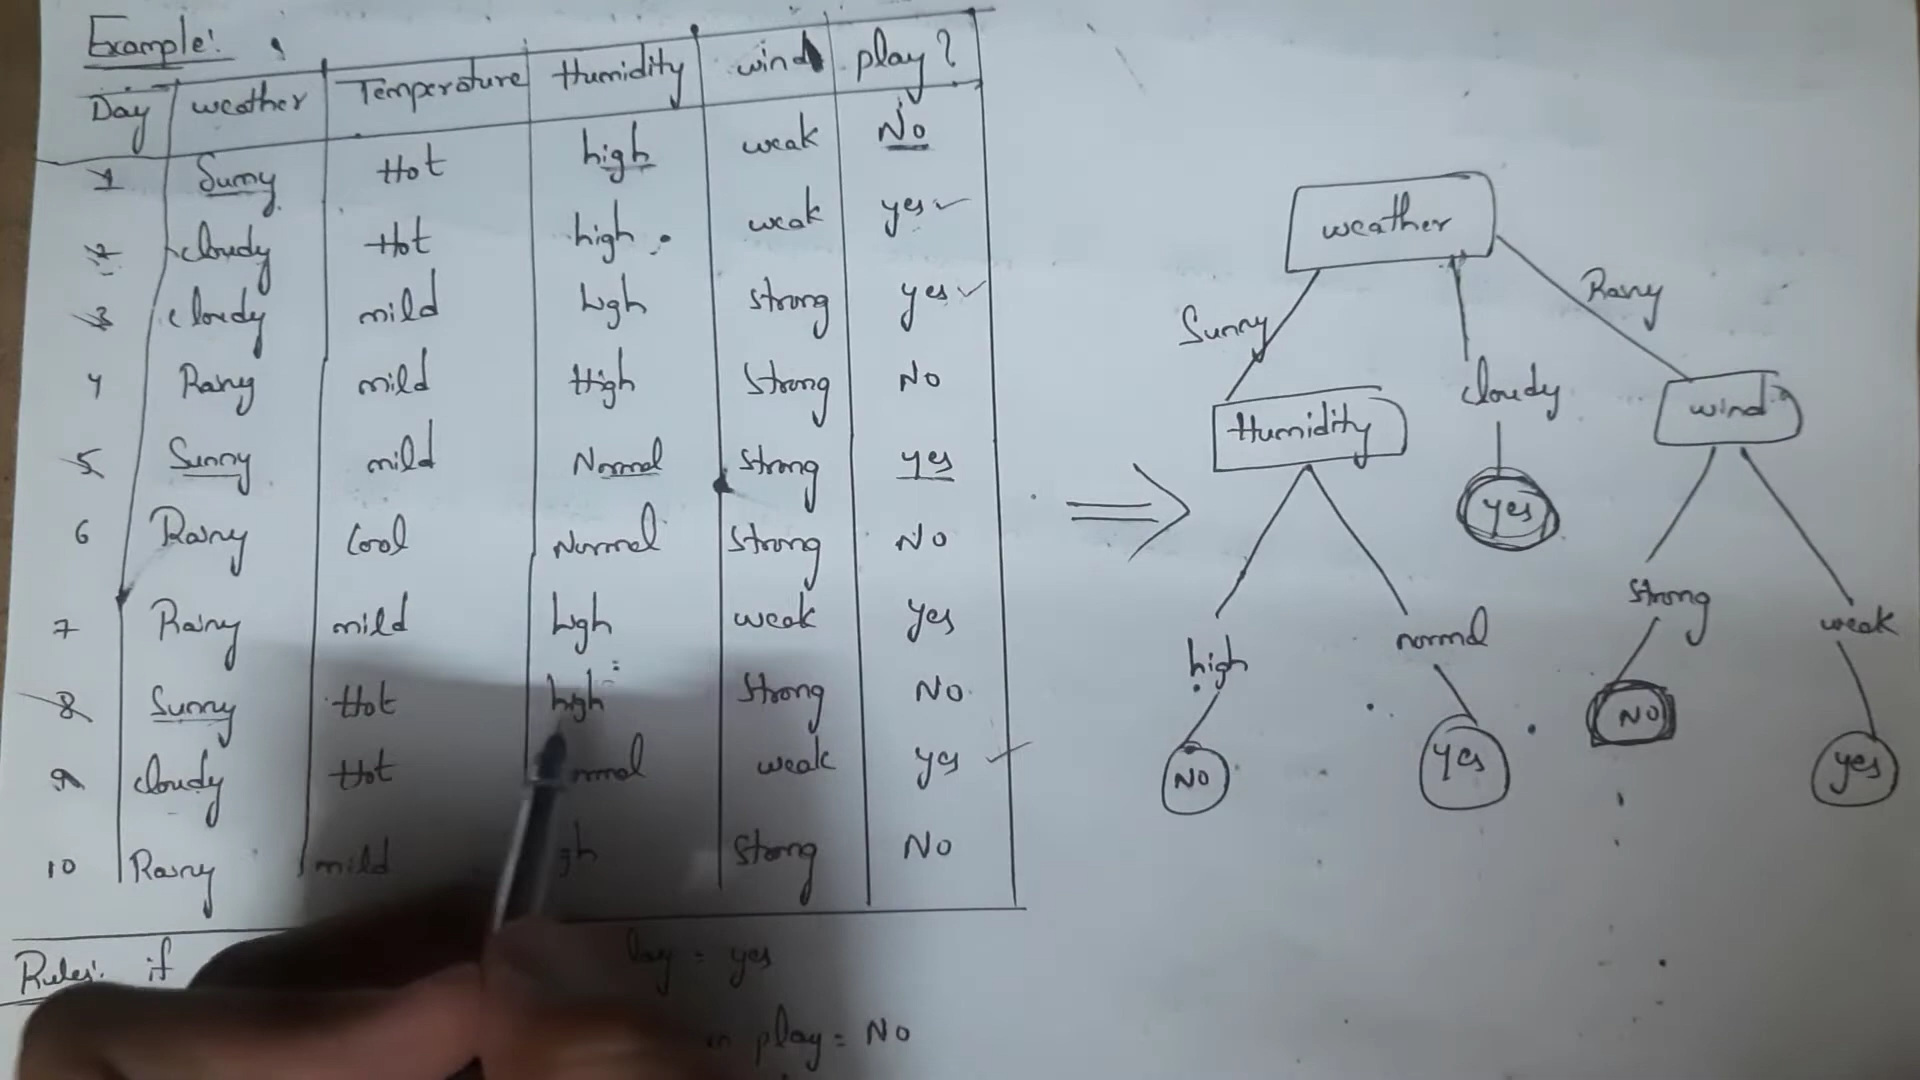 Example:
Day weather Temperature Humidity wind play?
1 Sunny Hot high weak No
2 cloudy Hot high weak yes
3 cloudy mild high strong yes
4 Rainy mild High Strong No
5 Sunny mild Normal Strong yes
6 Rainy Cool Normal Strong No
7 Rainy mild high weak yes
8 Sunny Hot high Strong No
9 cloudy Hot weak yes
10 Rainy mild Strong No
Rules: if = yes
play = No
weather
Sunny cloudy Rainy
Humidity yes wind
high normal strong weak
No yes No yes